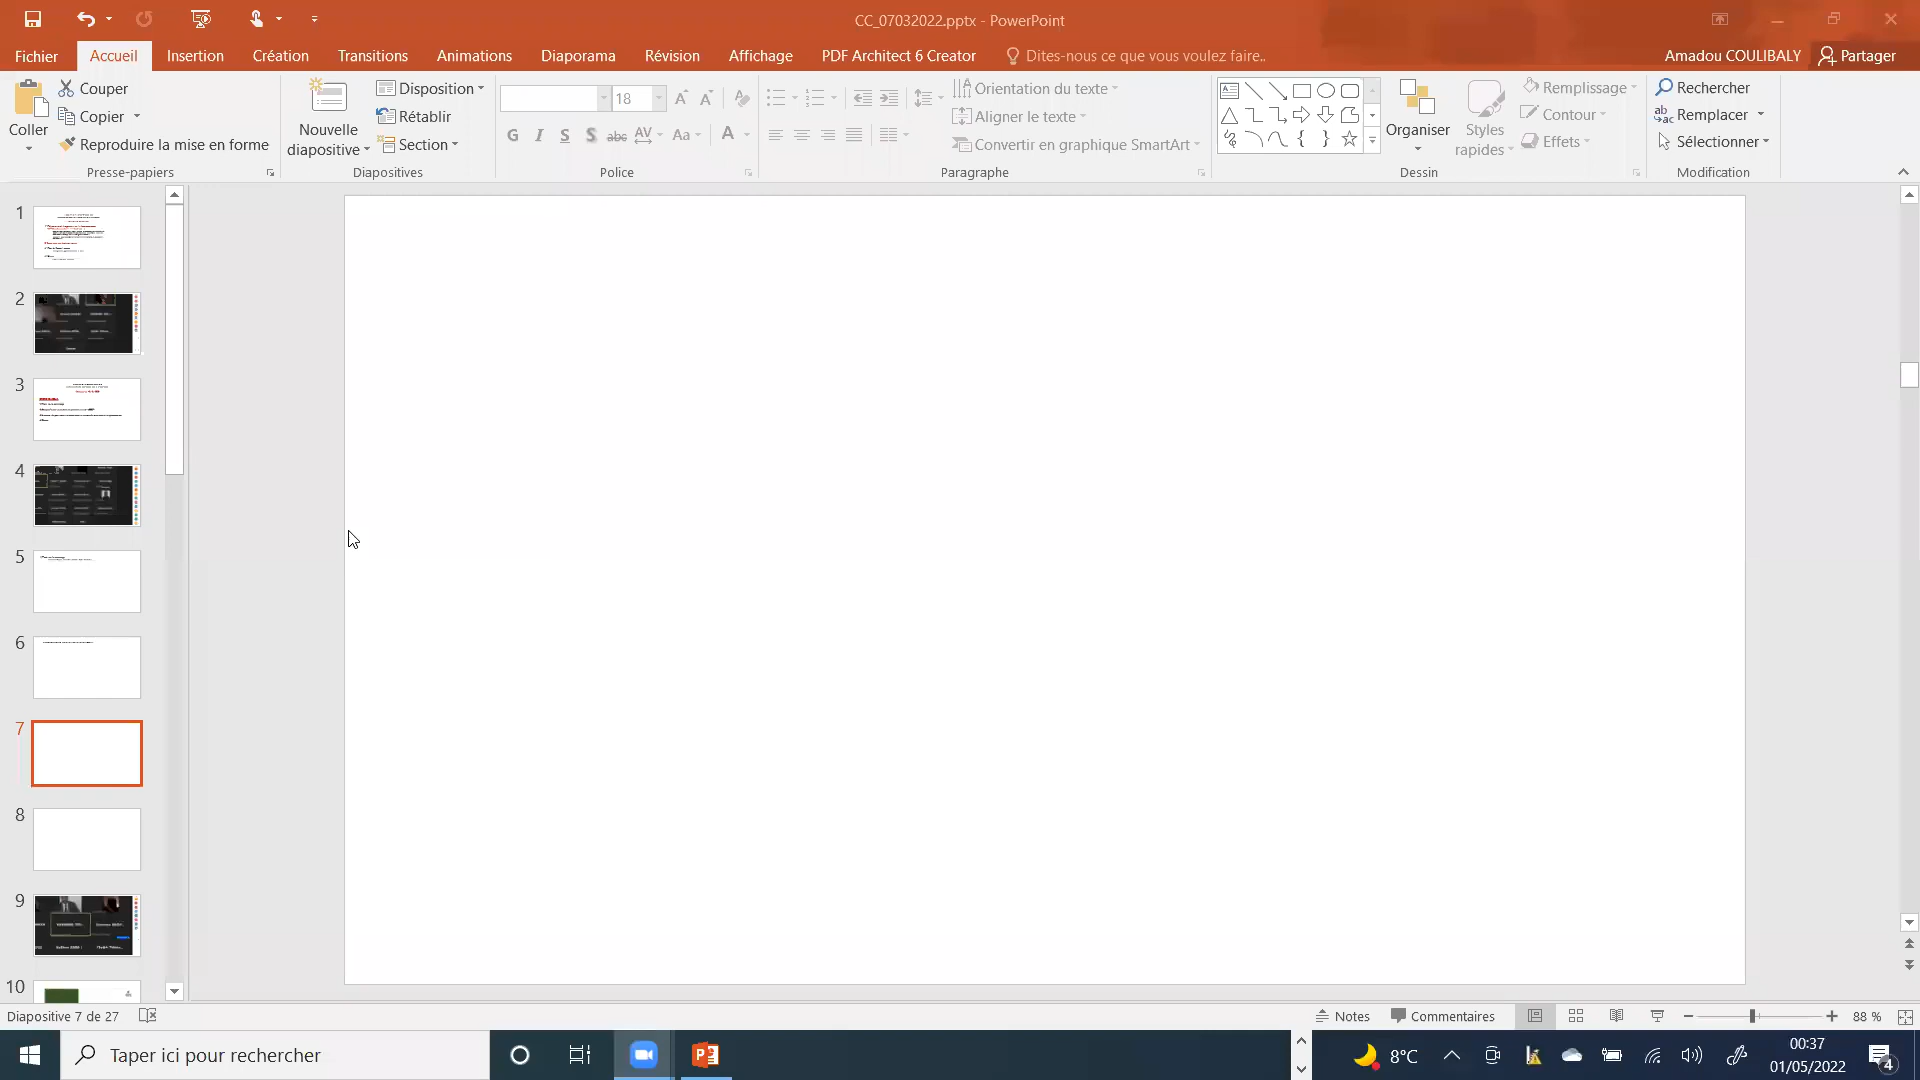 CC_07032022.pptx - PowerPoint
Fichier Accueil Insertion Création Transitions Animations Diaporama Révision Affichage PDF Architect 6 Creator Dites-nous ce que vous voulez faire.. Amadou COULIBALY Partager
Coller
Couper
Copier
Reproduire la mise en forme
Presse-papiers
Nouvelle
diapositive
Disposition
Rétablir
Section
Diapositives
18
G I S S abc AV Aa A
Police
Orientation du texte
Aligner le texte
Convertir en graphique SmartArt
Paragraphe
Organiser
Styles
rapides
Remplissage
Contour
Effets
Dessin
Rechercher
Remplacer
Sélectionner
Modification
1
2
3
4
5
6
7
8
9
10
Diapositive 7 de 27
Notes Commentaires 88 %
Taper ici pour rechercher
8°C
00:37
01/05/2022
4